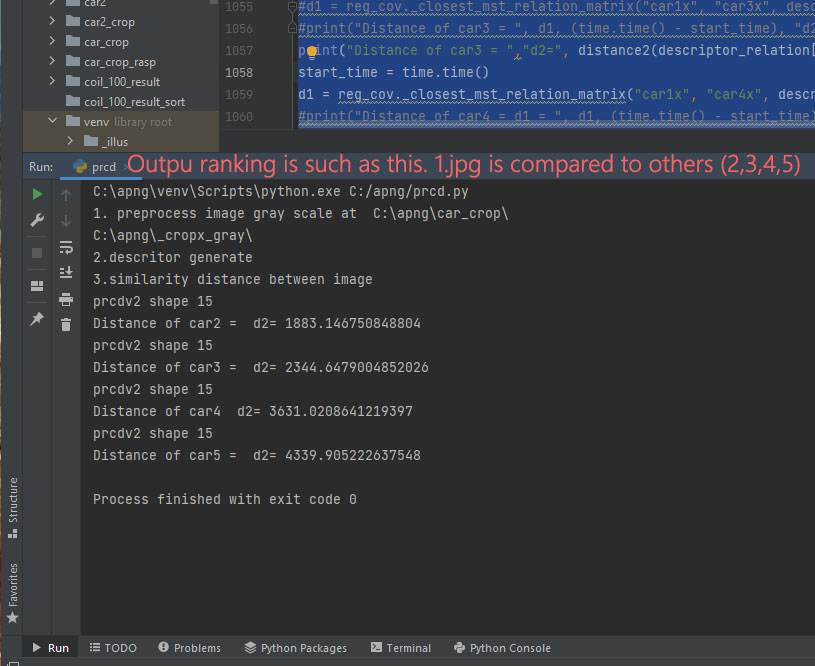 car2
1055
#d1 = reg_cov._closest_mst_relation_matrix("car1x", "car3x", desc
car2_crop
1056
#print("Distance of car3 = ", d1, (time.time() - start_time), "d2
car_crop
1057
print("Distance of car3 = ","d2=", distance2(descriptor_relation[
car_crop_rasp
1058
start_time = time.time()
coil_100_result
1059
d1 = reg_cov._closest_mst_relation_matrix("car1x", "car4x", descr
coil_100_result_sort
1060
#print("Distance of car4 = d1 = ", d1, (time.time() - start_time)
venv library root
_illus
Run:
prcd
Outpu ranking is such as this. 1.jpg is compared to others (2,3,4,5)
C:\apng\venv\Scripts\python.exe C:/apng/prcd.py
1. preprocess image gray scale at  C:\apng\car_crop\
C:\apng\_cropx_gray\
2.descritor generate
3.similarity distance between image
prcdv2 shape 15
Distance of car2 =  d2= 1883.146750848804
prcdv2 shape 15
Distance of car3 =  d2= 2344.6479004852026
prcdv2 shape 15
Distance of car4  d2= 3631.0208641219397
prcdv2 shape 15
Distance of car5 =  d2= 4339.905222637548
Process finished with exit code 0
Structure
Favorites
Run
TODO
Problems
Python Packages
Terminal
Python Console